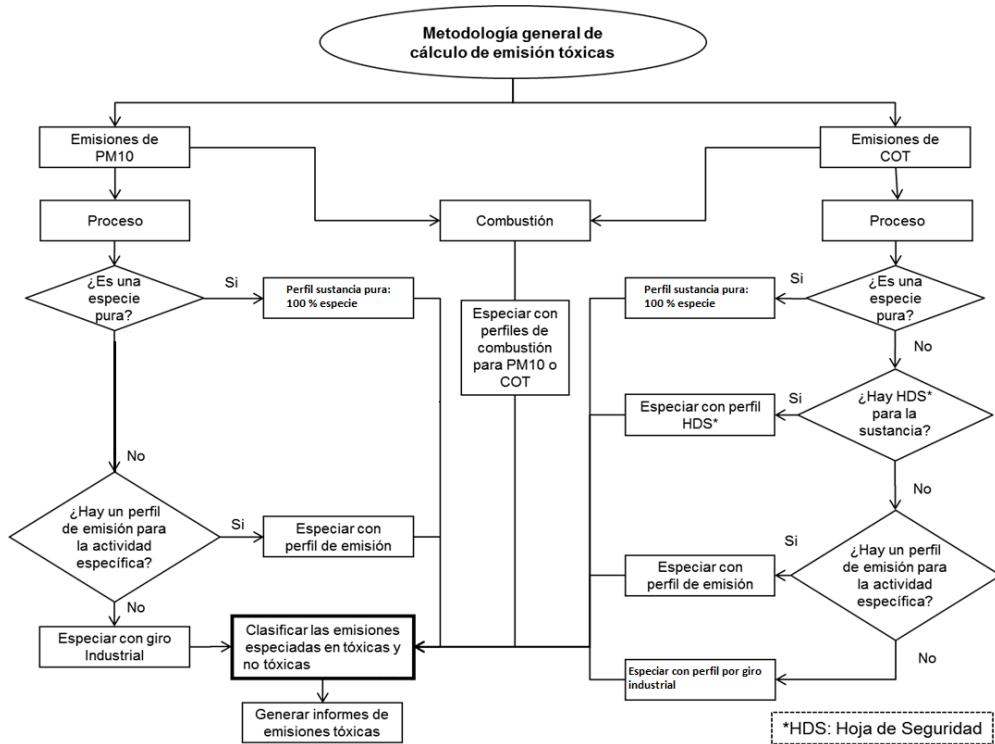 Metodología general de
cálculo de emisión tóxicas
Emisiones de
PM10
Emisiones de
COT
Proceso
Combustión
Proceso
¿Es una
especie
pura?
Si
Perfil sustancia pura:
100 % especie
Especiar con
perfiles de
combustión
para PM10 o
COT
Perfil sustancia pura:
100 % especie
Si
¿Es una
especie
pura?
No
Especiar con perfil
HDS*
Si
¿Hay HDS*
para la
sustancia?
No
No
¿Hay un perfil
de emisión para
la actividad
específica?
Si
Especiar con
perfil de emisión
Especiar con
perfil de emisión
Si
¿Hay un perfil de
emisión para la
actividad
específica?
No
No
Especiar con giro
Industrial
Clasificar las emisiones
especiadas en tóxicas y
no tóxicas
Especiar con perfil por giro
industrial
Generar informes de
emisiones tóxicas
*HDS: Hoja de Seguridad